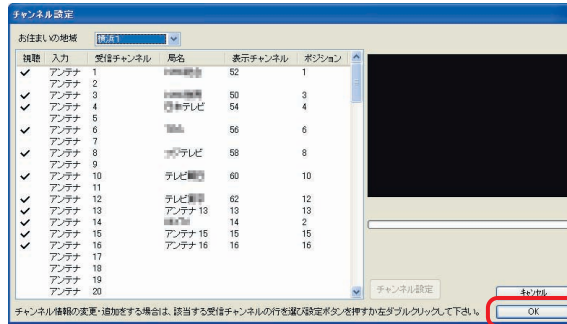 チャンネル設定
お住まいの地域 横浜1
視聴 入力 受信チャンネル 局名 表示チャンネル ポジション
✓ アンテナ 1 52 1
アンテナ 2
✓ アンテナ 3 50 3
✓ アンテナ 4 テレビ 54 4
アンテナ 5
✓ アンテナ 6 56 6
アンテナ 7
✓ アンテナ 8 テレビ 58 8
アンテナ 9
✓ アンテナ 10 テレビ 60 10
アンテナ 11
✓ アンテナ 12 テレビ 62 12
✓ アンテナ 13 アンテナ 13 13 13
✓ アンテナ 14 14 2
✓ アンテナ 15 アンテナ 15 15 15
✓ アンテナ 16 アンテナ 16 16 16
アンテナ 17
アンテナ 18
アンテナ 19
アンテナ 20
チャンネル設定
キャンセル
チャンネル情報の変更・追加をする場合は、該当する受信チャンネルの行を選び設定ボタンを押すか左ダブルクリックして下さい。
OK